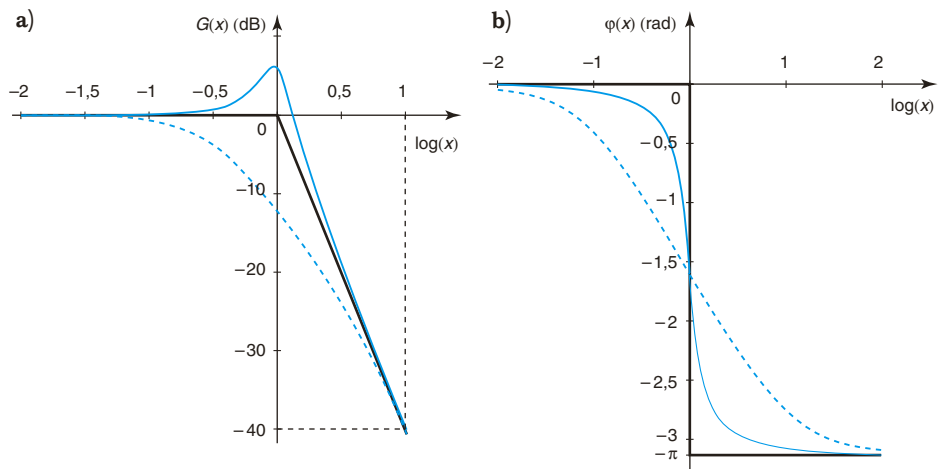 a)
G(x) (dB)
−2 −1,5 −1 −0,5 0,5 1
0
log(x)
−10
−20
−30
−40
b)
φ(x) (rad)
−2 −1 1 2
0
log(x)
−0,5
−1
−1,5
−2
−2,5
−3
−π